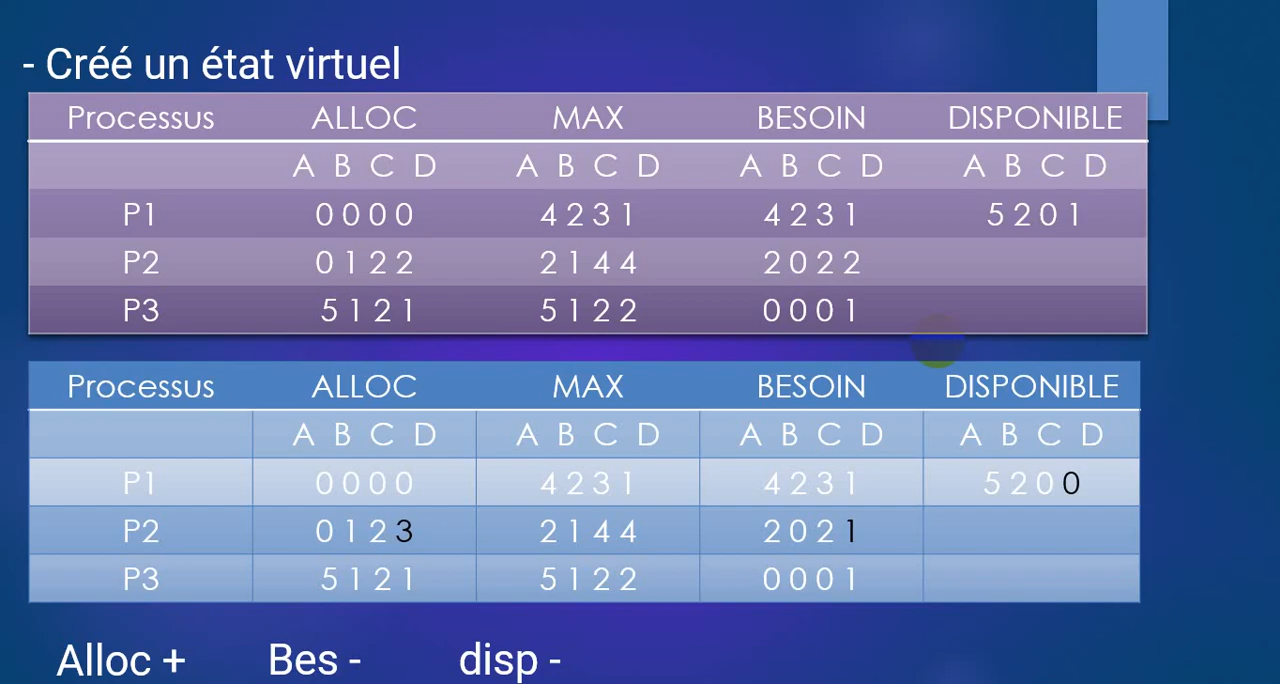 - Créé un état virtuel
Processus ALLOC MAX BESOIN DISPONIBLE
A B C D A B C D A B C D A B C D
P1 0 0 0 0 4 2 3 1 4 2 3 1 5 2 0 1
P2 0 1 2 2 2 1 4 4 2 0 2 2
P3 5 1 2 1 5 1 2 2 0 0 0 1
Processus ALLOC MAX BESOIN DISPONIBLE
A B C D A B C D A B C D A B C D
P1 0 0 0 0 4 2 3 1 4 2 3 1 5 2 0 0
P2 0 1 2 3 2 1 4 4 2 0 2 1
P3 5 1 2 1 5 1 2 2 0 0 0 1
Alloc + Bes - disp -